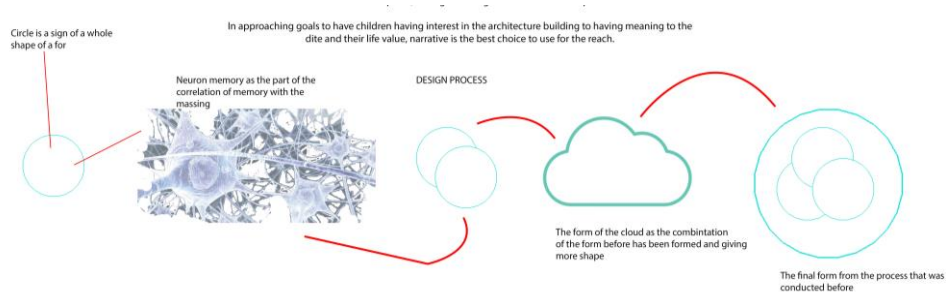 In approaching goals to have children having interest in the architecture building to having meaning to the
dite and their life value, narrative is the best choice to use for the reach.
Circle is a sign of a whole
shape of a for
Neuron memory as the part of the
correlation of memory with the
massing
DESIGN PROCESS
The form of the cloud as the combintation
of the form before has been formed and giving
more shape
The final form from the process that was
conducted before